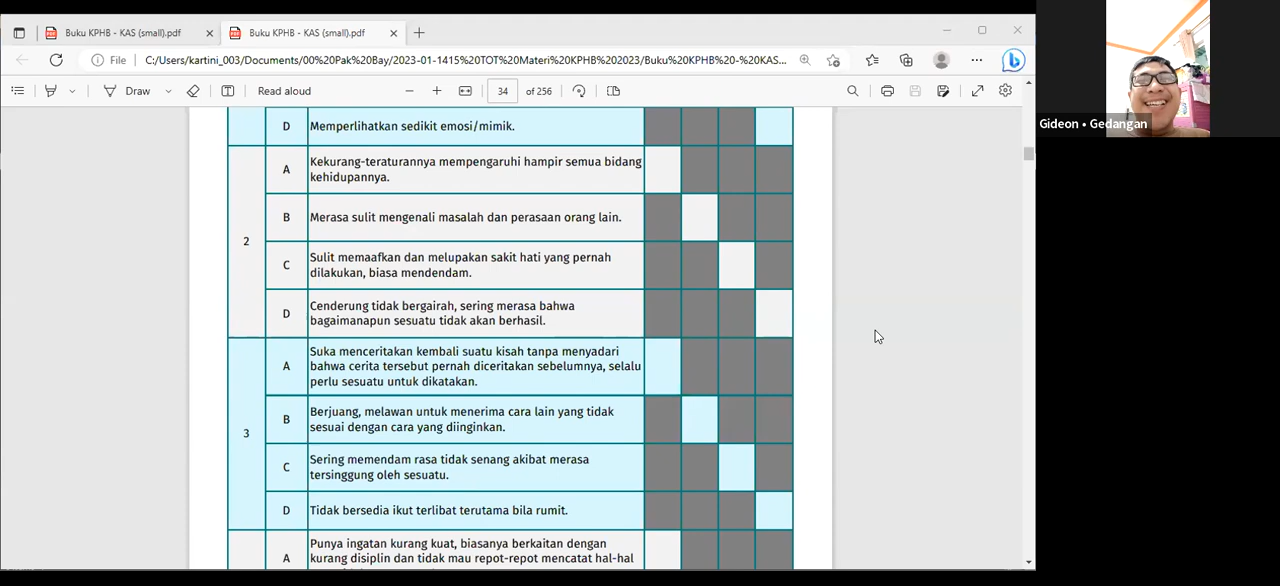 Buku KPHB - KAS (small).pdf
Buku KPHB - KAS (small).pdf
File
C:/Users/kartini_003/Documents/00%20Pak%20Bay/2023-01-1415%20TOT%20Materi%20KPHB%202023/Buku%20KPHB%20-%20KAS...
Draw
Read aloud
34 of 256
Gideon • Gedangan
D Memperlihatkan sedikit emosi/mimik.
2
A Kekurang-teraturannya mempengaruhi hampir semua bidang
kehidupannya.
B Merasa sulit mengenali masalah dan perasaan orang lain.
C Sulit memaafkan dan melupakan sakit hati yang pernah
dilakukan, biasa mendendam.
D Cenderung tidak bergairah, sering merasa bahwa
bagaimanapun sesuatu tidak akan berhasil.
3
A Suka menceritakan kembali suatu kisah tanpa menyadari
bahwa cerita tersebut pernah diceritakan sebelumnya, selalu
perlu sesuatu untuk dikatakan.
B Berjuang, melawan untuk menerima cara lain yang tidak
sesuai dengan cara yang diinginkan.
C Sering memendam rasa tidak senang akibat merasa
tersinggung oleh sesuatu.
D Tidak bersedia ikut terlibat terutama bila rumit.
A Punya ingatan kurang kuat, biasanya berkaitan dengan
kurang disiplin dan tidak mau repot-repot mencatat hal-hal